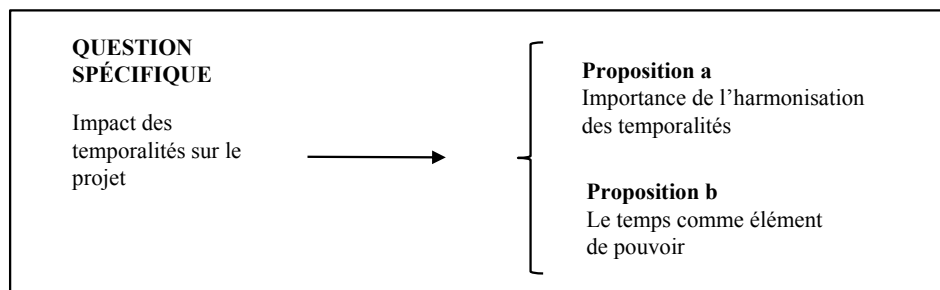 QUESTION
SPÉCIFIQUE
Impact des
temporalités sur le
projet
Proposition a
Importance de l’harmonisation
des temporalités
Proposition b
Le temps comme élément
de pouvoir